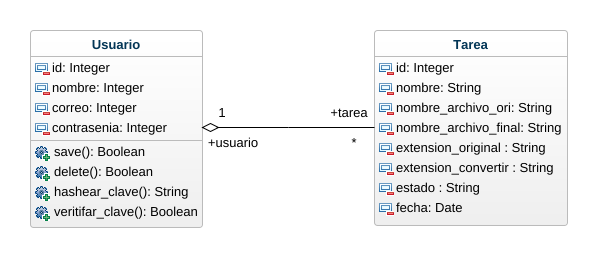 Usuario
id: Integer
nombre: Integer
correo: Integer
contrasenia: Integer
save(): Boolean
delete(): Boolean
hashear_clave(): String
veritifar_clave(): Boolean
1
+usuario
+tarea
*
Tarea
id: Integer
nombre: String
nombre_archivo_ori: String
nombre_archivo_final: String
extension_original : String
extension_convertir : String
estado : String
fecha: Date